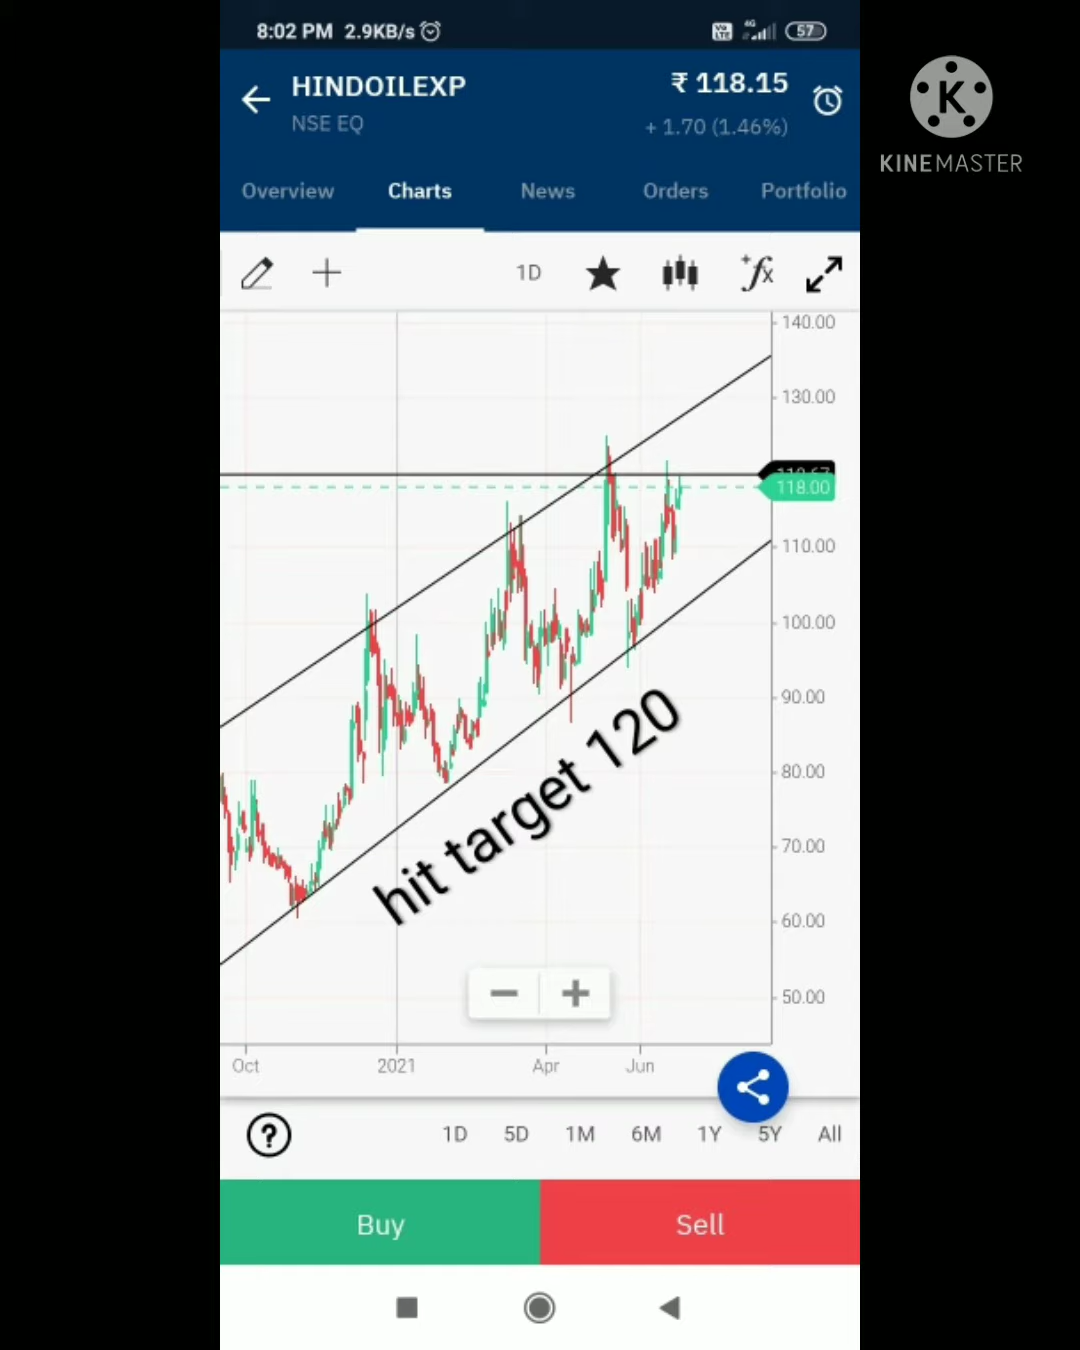 8:02 PM 2.9KB/s
4G
57
HINDOILEXP
₹ 118.15
NSE EQ
+ 1.70 (1.46%)
K
KINEMASTER
Overview Charts News Orders Portfolio
1D
+fx
140.00
130.00
118.00
110.00
100.00
90.00
80.00
70.00
60.00
50.00
hit target 120
Oct 2021 Apr Jun
?
1D 5D 1M 6M 1Y 5Y All
Buy Sell